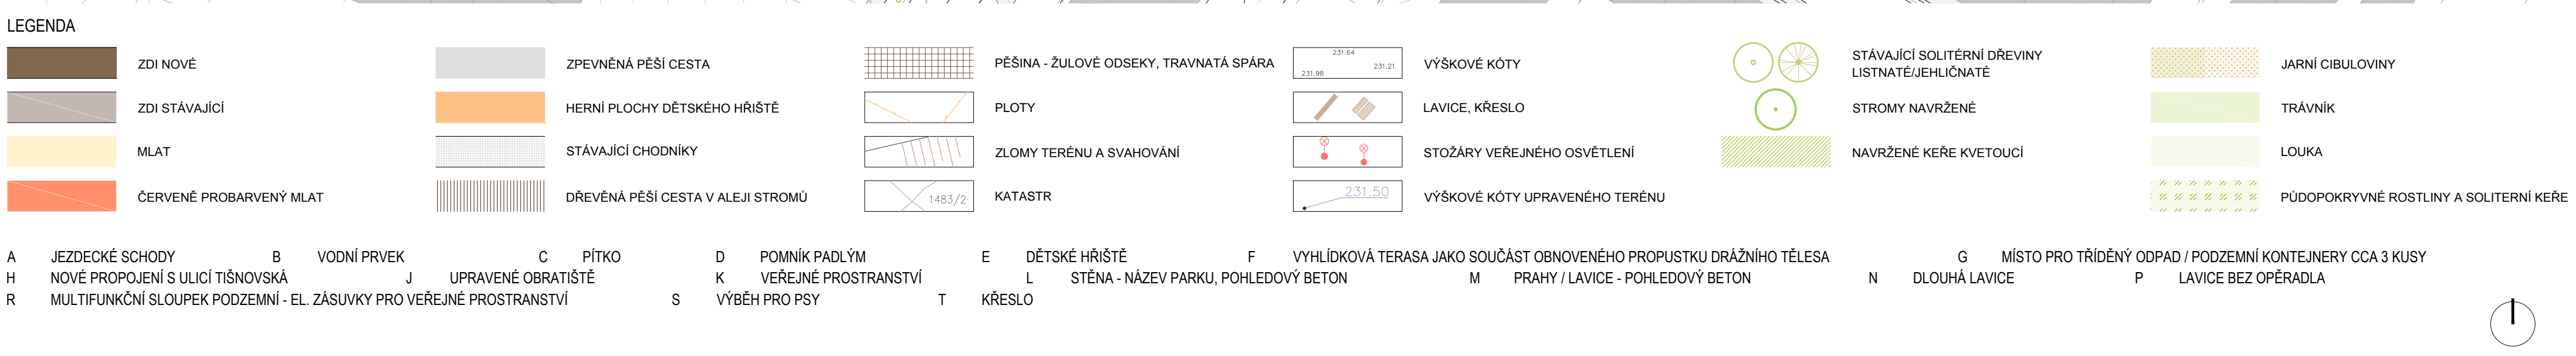 LEGENDA
ZDI NOVÉ
ZDI STÁVAJÍCÍ
MLAT
ČERVENĚ PROBARVENÝ MLAT
ZPEVNĚNÁ PĚŠÍ CESTA
HERNÍ PLOCHY DĚTSKÉHO HŘIŠTĚ
STÁVAJÍCÍ CHODNÍKY
DŘEVĚNÁ PĚŠÍ CESTA V ALEJI STROMŮ
PĚŠINA - ŽULOVÉ ODSEKY, TRAVNATÁ SPÁRA
PLOTY
ZLOMY TERÉNU A SVAHOVÁNÍ
1483/2
KATASTR
231.64
231.21
231.98
VÝŠKOVÉ KÓTY
LAVICE, KŘESLO
STOŽÁRY VEŘEJNÉHO OSVĚTLENÍ
231.50
VÝŠKOVÉ KÓTY UPRAVENÉHO TERÉNU
STÁVAJÍCÍ SOLITÉRNÍ DŘEVINY
LISTNATÉ/JEHLIČNATÉ
STROMY NAVRŽENÉ
NAVRŽENÉ KEŘE KVETOUCÍ
JARNÍ CIBULOVINY
TRÁVNÍK
LOUKA
PŮDOPOKRYVNÉ ROSTLINY A SOLITERNÍ KEŘE
A JEZDECKÉ SCHODY B VODNÍ PRVEK C PÍTKO D POMNÍK PADLÝM E DĚTSKÉ HŘIŠTĚ F VYHLÍDKOVÁ TERASA JAKO SOUČÁST OBNOVENÉHO PROPUSTKU DRÁŽNÍHO TĚLESA G MÍSTO PRO TŘÍDĚNÝ ODPAD / PODZEMNÍ KONTEJNERY CCA 3 KUSY
H NOVÉ PROPOJENÍ S ULICÍ TIŠNOVSKÁ J UPRAVENÉ OBRATIŠTĚ K VEŘEJNÉ PROSTRANSTVÍ L STĚNA - NÁZEV PARKU, POHLEDOVÝ BETON M PRAHY / LAVICE - POHLEDOVÝ BETON N DLOUHÁ LAVICE P LAVICE BEZ OPĚRADLA
R MULTIFUNKČNÍ SLOUPEK PODZEMNÍ - EL. ZÁSUVKY PRO VEŘEJNÉ PROSTRANSTVÍ S VÝBĚH PRO PSY T KŘESLO